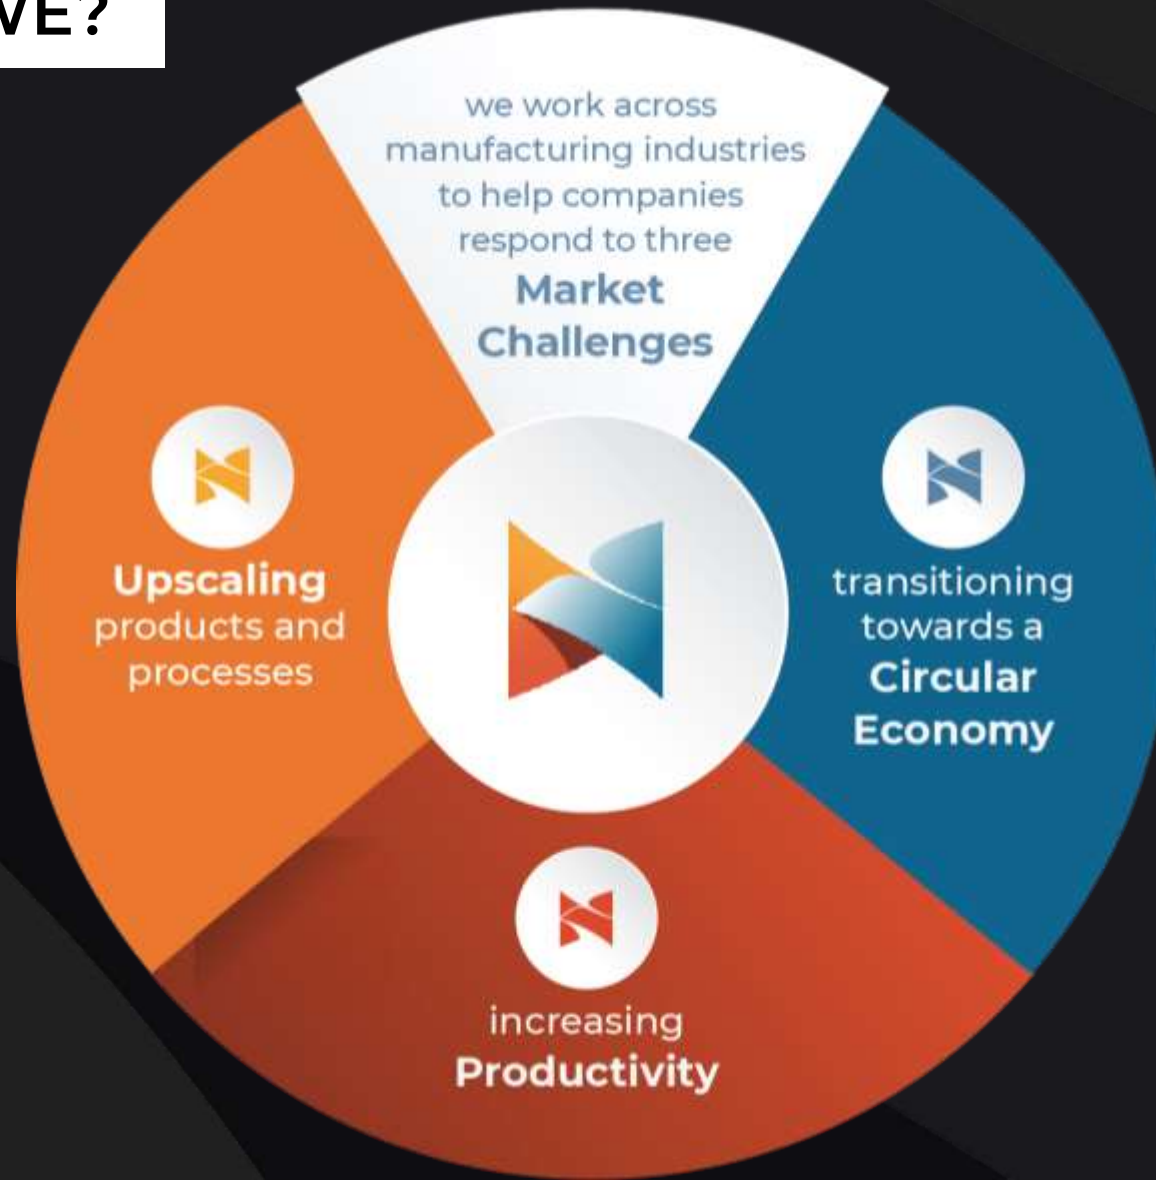 WE?
we work across
manufacturing industries
to help companies
respond to three
Market
Challenges
Upscaling
products and
processes
transitioning
towards a
Circular
Economy
increasing
Productivity